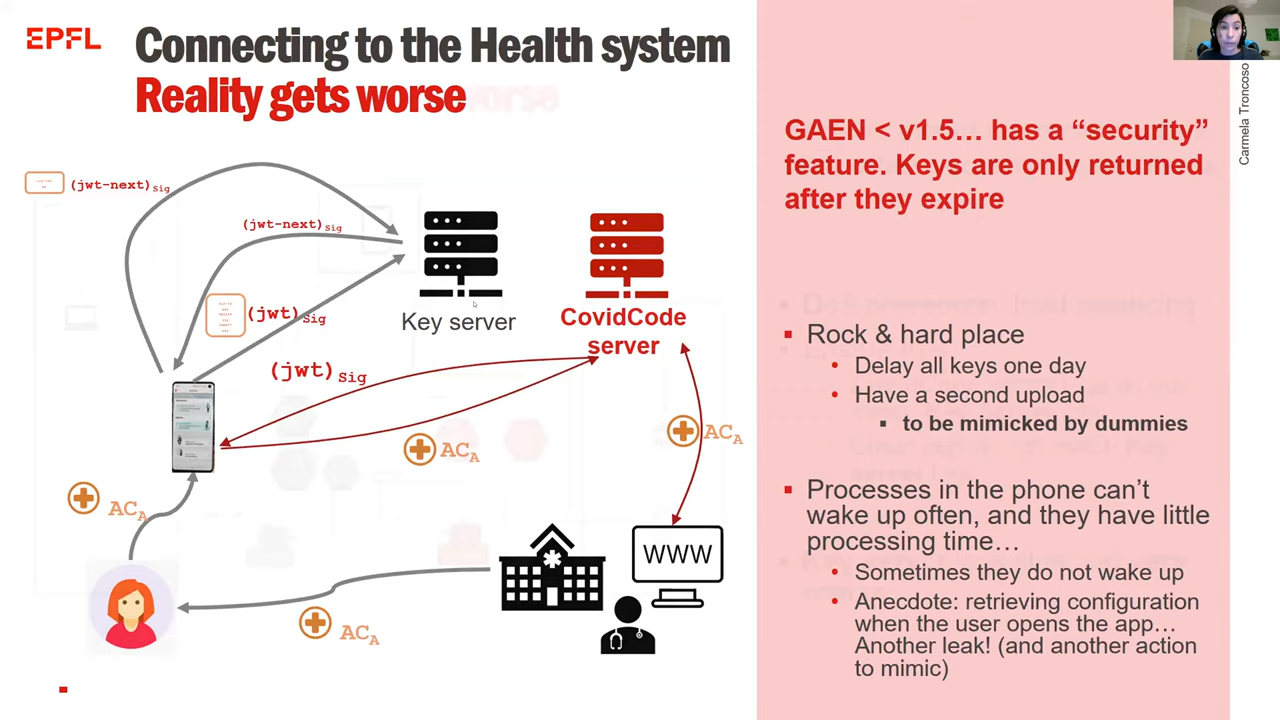 EPFL
Connecting to the Health system
Reality gets worse
(jwt-next)Sig
(jwt-next)Sig
(jwt)Sig
(jwt)Sig
Key server
CovidCode
server
ACA
ACA
ACA
ACA
WWW
GAEN < v1.5… has a “security”
feature. Keys are only returned
after they expire
▪ Rock & hard place
• Delay all keys one day
• Have a second upload
▪ to be mimicked by dummies
▪ Processes in the phone can’t
wake up often, and they have little
processing time…
• Sometimes they do not wake up
• Anecdote: retrieving configuration
when the user opens the app…
Another leak! (and another action
to mimic)
Carmela Troncoso